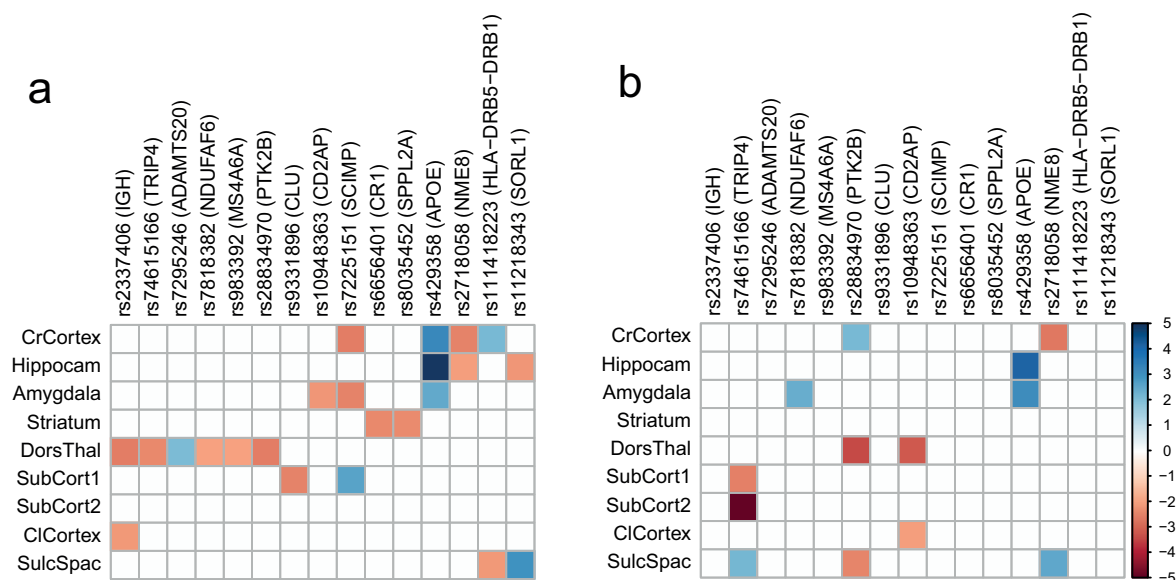 a
rs2337406 (IGH)
rs74615166 (TRIP4)
rs7295246 (ADAMTS20)
rs7818382 (NDUFAF6)
rs983392 (MS4A6A)
rs28834970 (PTK2B)
rs9331896 (CLU)
rs10948363 (CD2AP)
rs7225151 (SCIMP)
rs6656401 (CR1)
rs8035452 (SPPL2A)
rs429358 (APOE)
rs2718058 (NME8)
rs111418223 (HLA−DRB5−DRB1)
rs11218343 (SORL1)
CrCortex
Hippocam
Amygdala
Striatum
DorsThal
SubCort1
SubCort2
ClCortex
SulcSpac
b
rs2337406 (IGH)
rs74615166 (TRIP4)
rs7295246 (ADAMTS20)
rs7818382 (NDUFAF6)
rs983392 (MS4A6A)
rs28834970 (PTK2B)
rs9331896 (CLU)
rs10948363 (CD2AP)
rs7225151 (SCIMP)
rs6656401 (CR1)
rs8035452 (SPPL2A)
rs429358 (APOE)
rs2718058 (NME8)
rs111418223 (HLA−DRB5−DRB1)
rs11218343 (SORL1)
CrCortex
Hippocam
Amygdala
Striatum
DorsThal
SubCort1
SubCort2
ClCortex
SulcSpac
5
4
3
2
1
0
−1
−2
−3
−4
−5